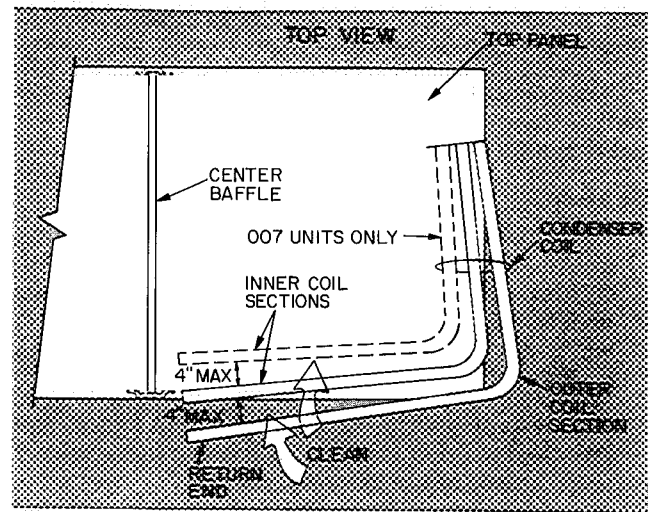 TOP VIEW
TOP PANEL
CENTER
BAFFLE
007 UNITS ONLY
CONDENSER
COIL
INNER COIL
SECTIONS
4"MAX
4"MAX
CLEAN
OUTER
COIL
SECTION
RETURN
END